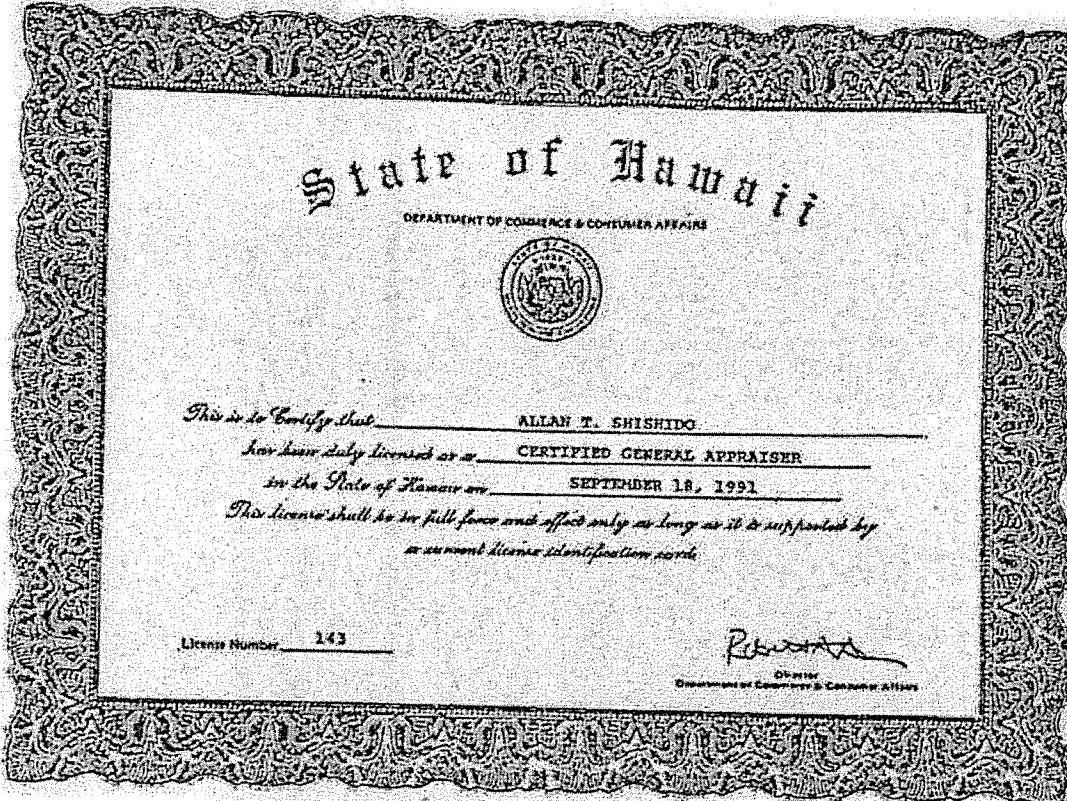 State of Hawaii
DEPARTMENT OF COMMERCE & CONSUMER AFFAIRS
This is to Certify that ALLAN T. SHISHIDO
has been duly licensed as a CERTIFIED GENERAL APPRAISER
in the State of Hawaii on SEPTEMBER 18, 1991
This license shall be in full force and effect only as long as it is supported by
a current license identification card.
License Number 143
Director
Department of Commerce & Consumer Affairs